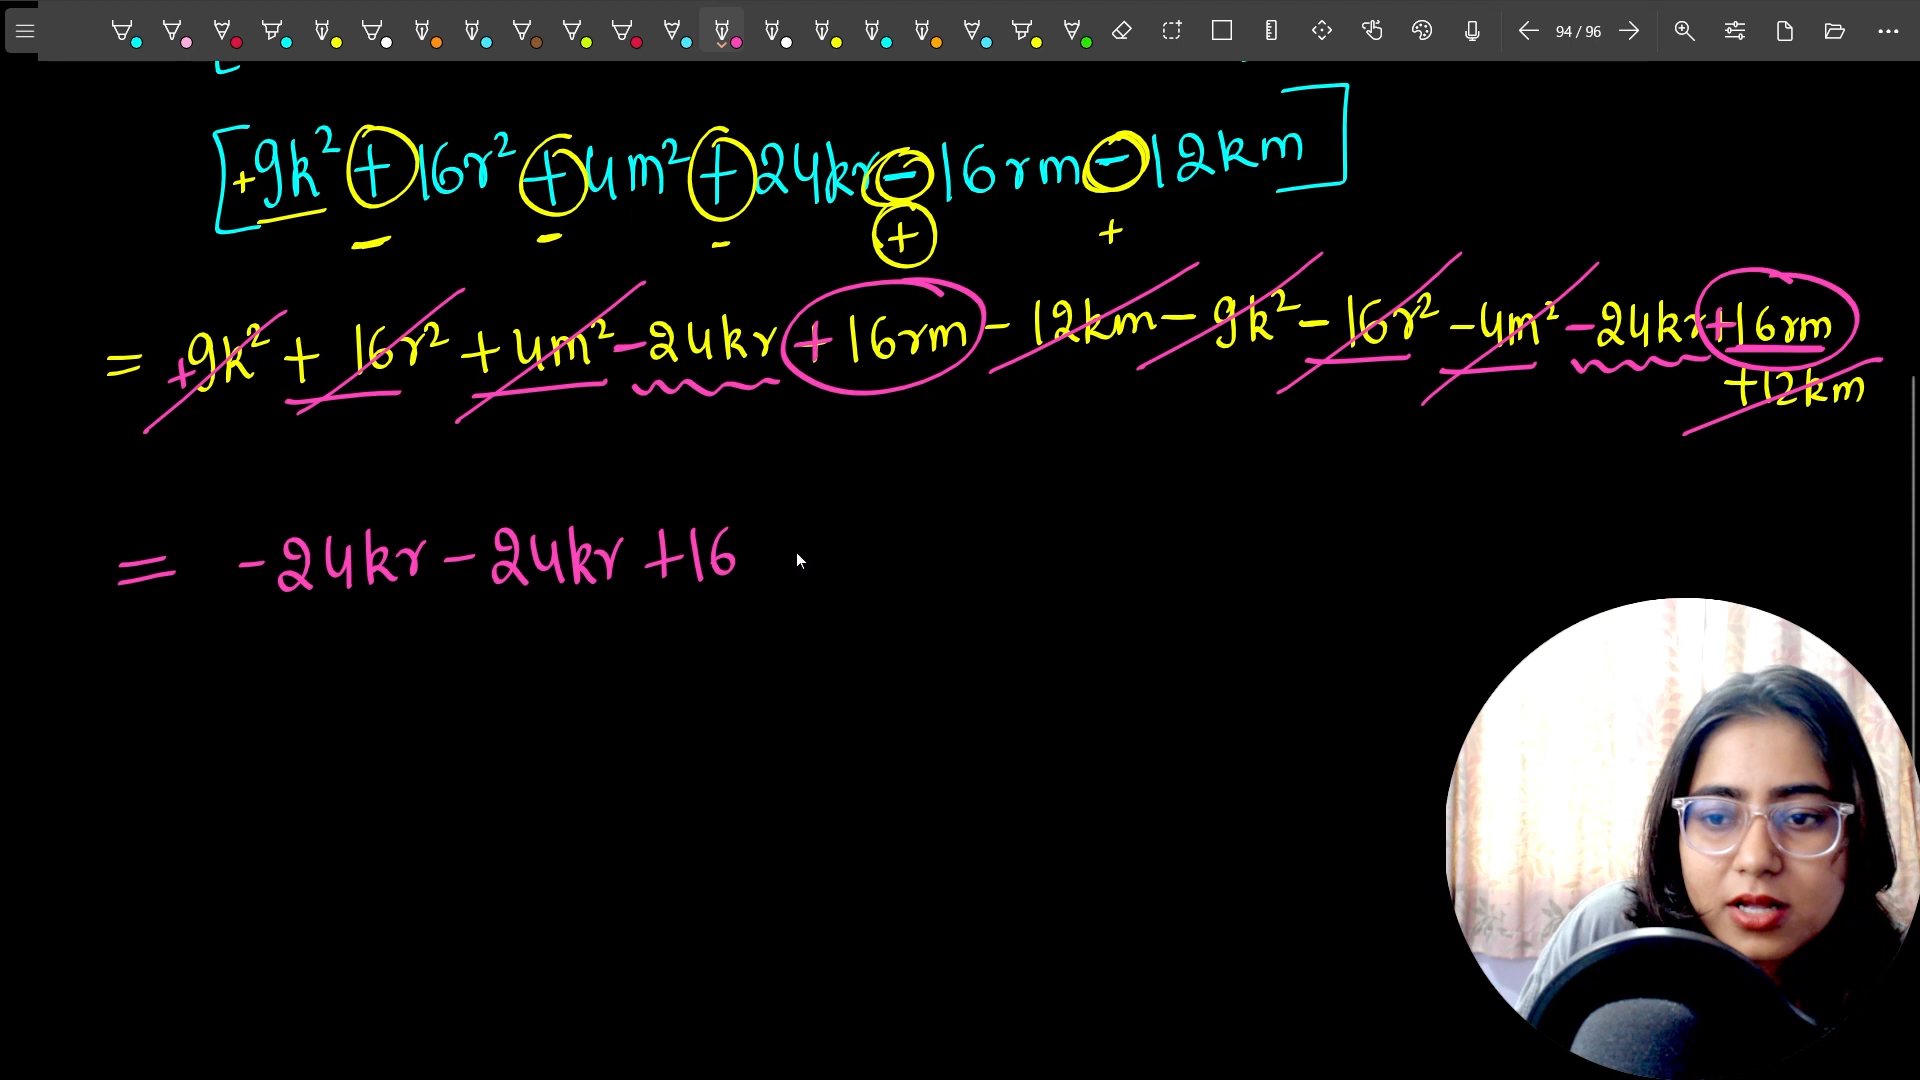 94 / 96
[+9k² + 16r² + 4m² + 24kr - 16rm - 12km]
- - - + +
= +9k² + 16r² + 4m² - 24kr + 16rm - 12km - 9k² - 16r² - 4m² - 24kr + 16rm
+12km
= -24kr - 24kr + 16